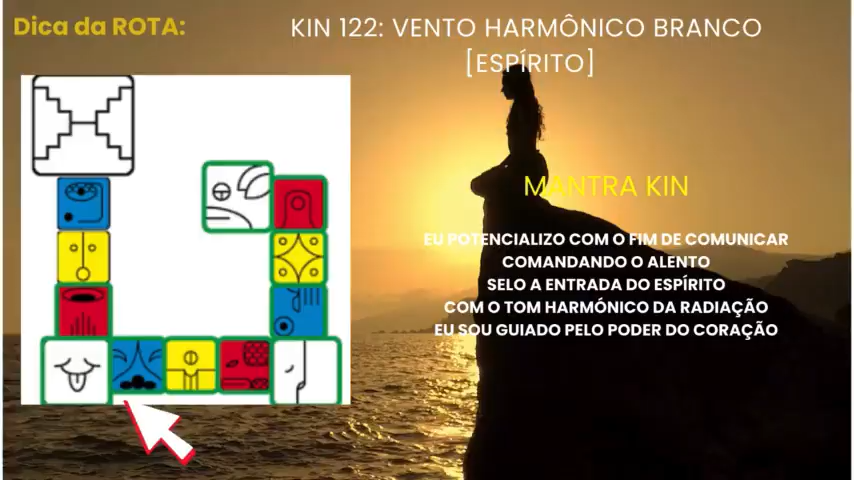 Dica da ROTA:
KIN 122: VENTO HARMÔNICO BRANCO
[ESPÍRITO]
MANTRA KIN
EU POTENCIALIZO COM O FIM DE COMUNICAR
COMANDANDO O ALENTO
SELO A ENTRADA DO ESPÍRITO
COM O TOM HARMÓNICO DA RADIAÇÃO
EU SOU GUIADO PELO PODER DO CORAÇÃO